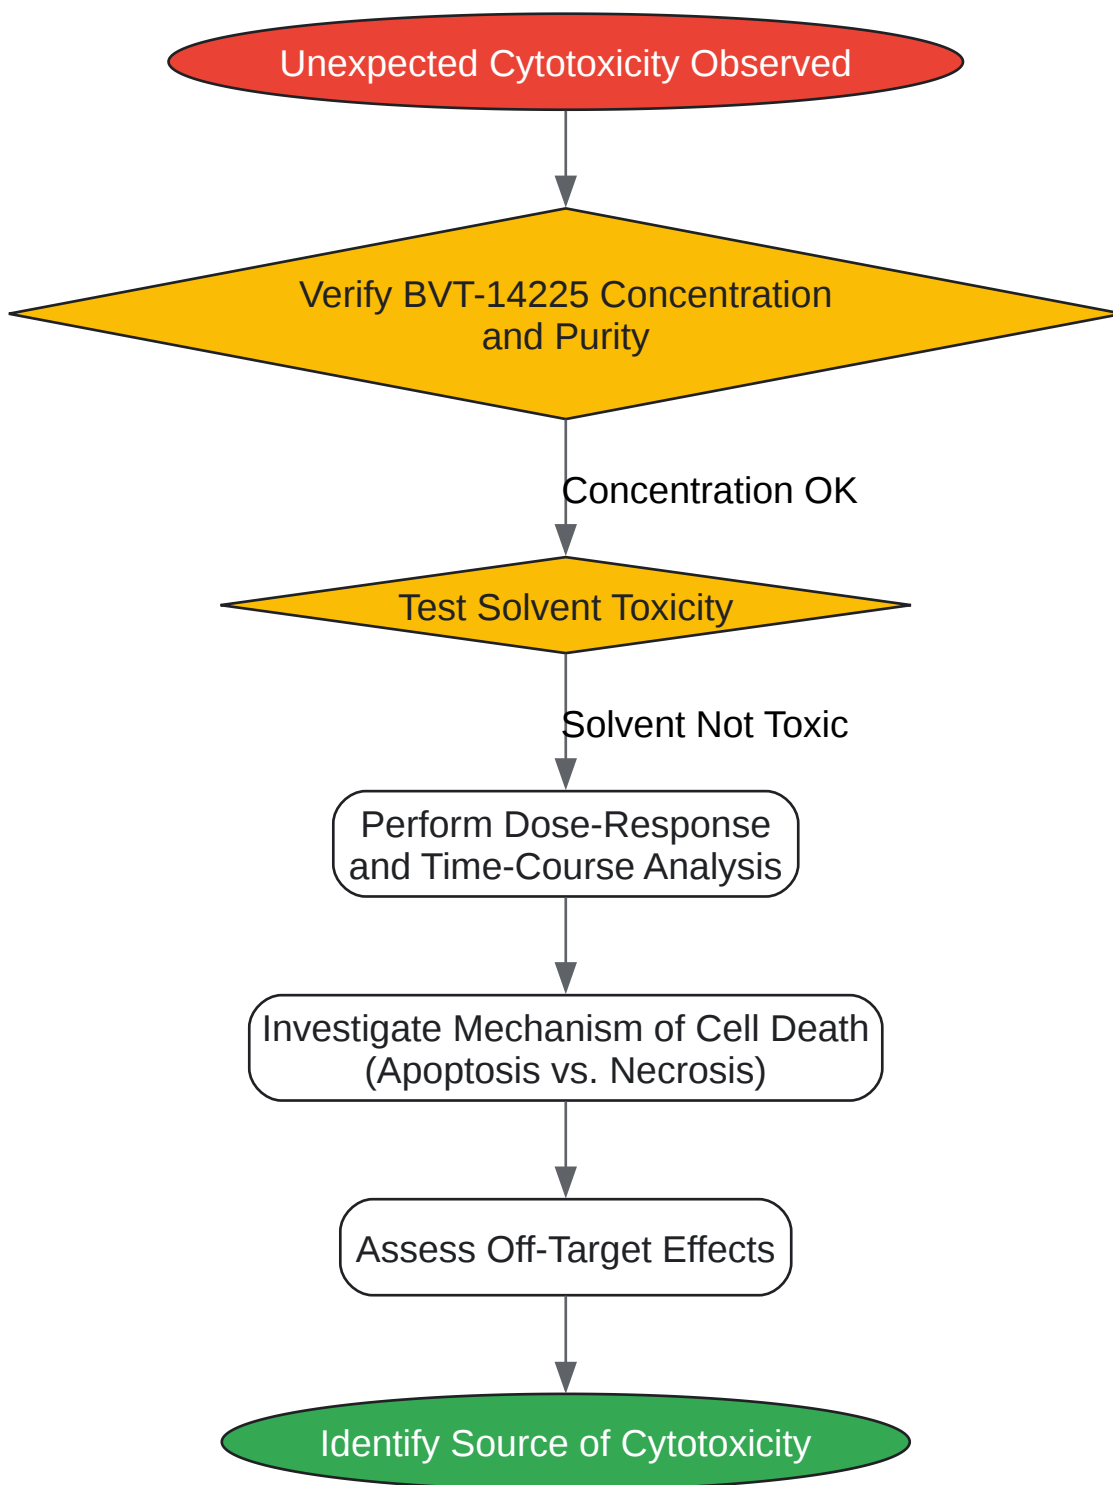 Unexpected Cytotoxicity Observed
Verify BVT-14225 Concentration
and Purity
Concentration OK
Test Solvent Toxicity
Solvent Not Toxic
Perform Dose-Response
and Time-Course Analysis
Investigate Mechanism of Cell Death
(Apoptosis vs. Necrosis)
Assess Off-Target Effects
Identify Source of Cytotoxicity